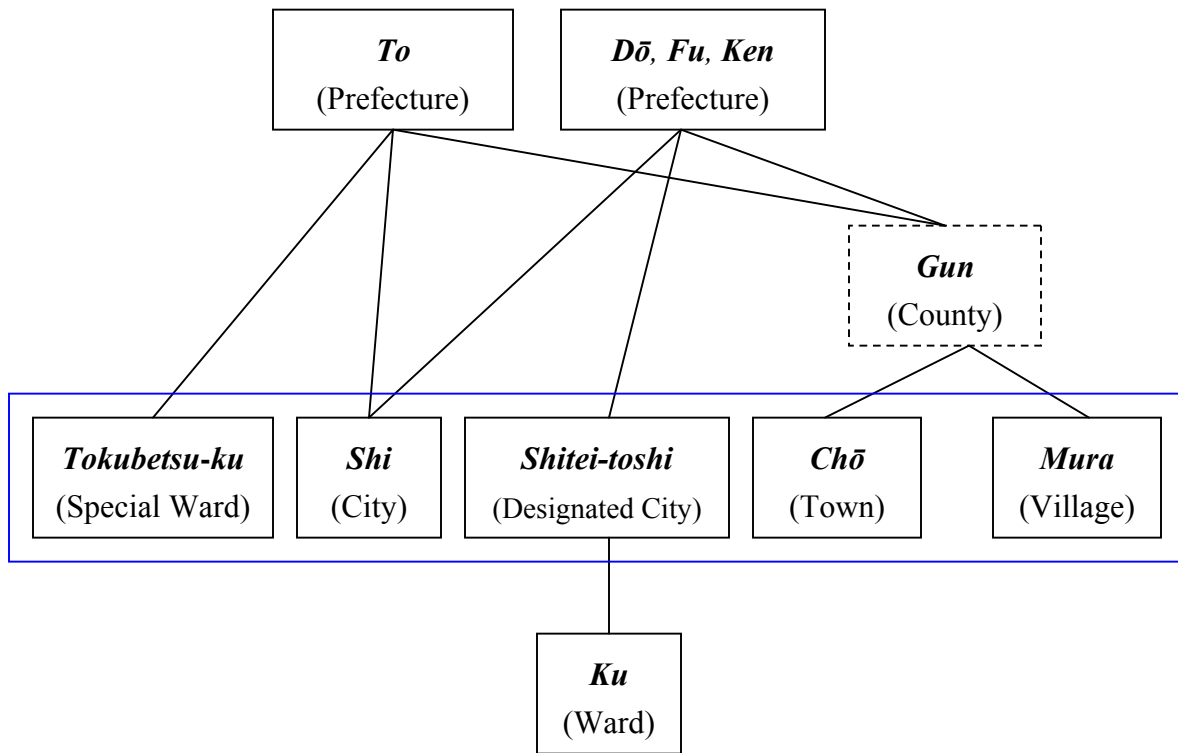 To
(Prefecture)
Dō, Fu, Ken
(Prefecture)
Gun
(County)
Tokubetsu-ku
(Special Ward)
Shi
(City)
Shitei-toshi
(Designated City)
Chō
(Town)
Mura
(Village)
Ku
(Ward)